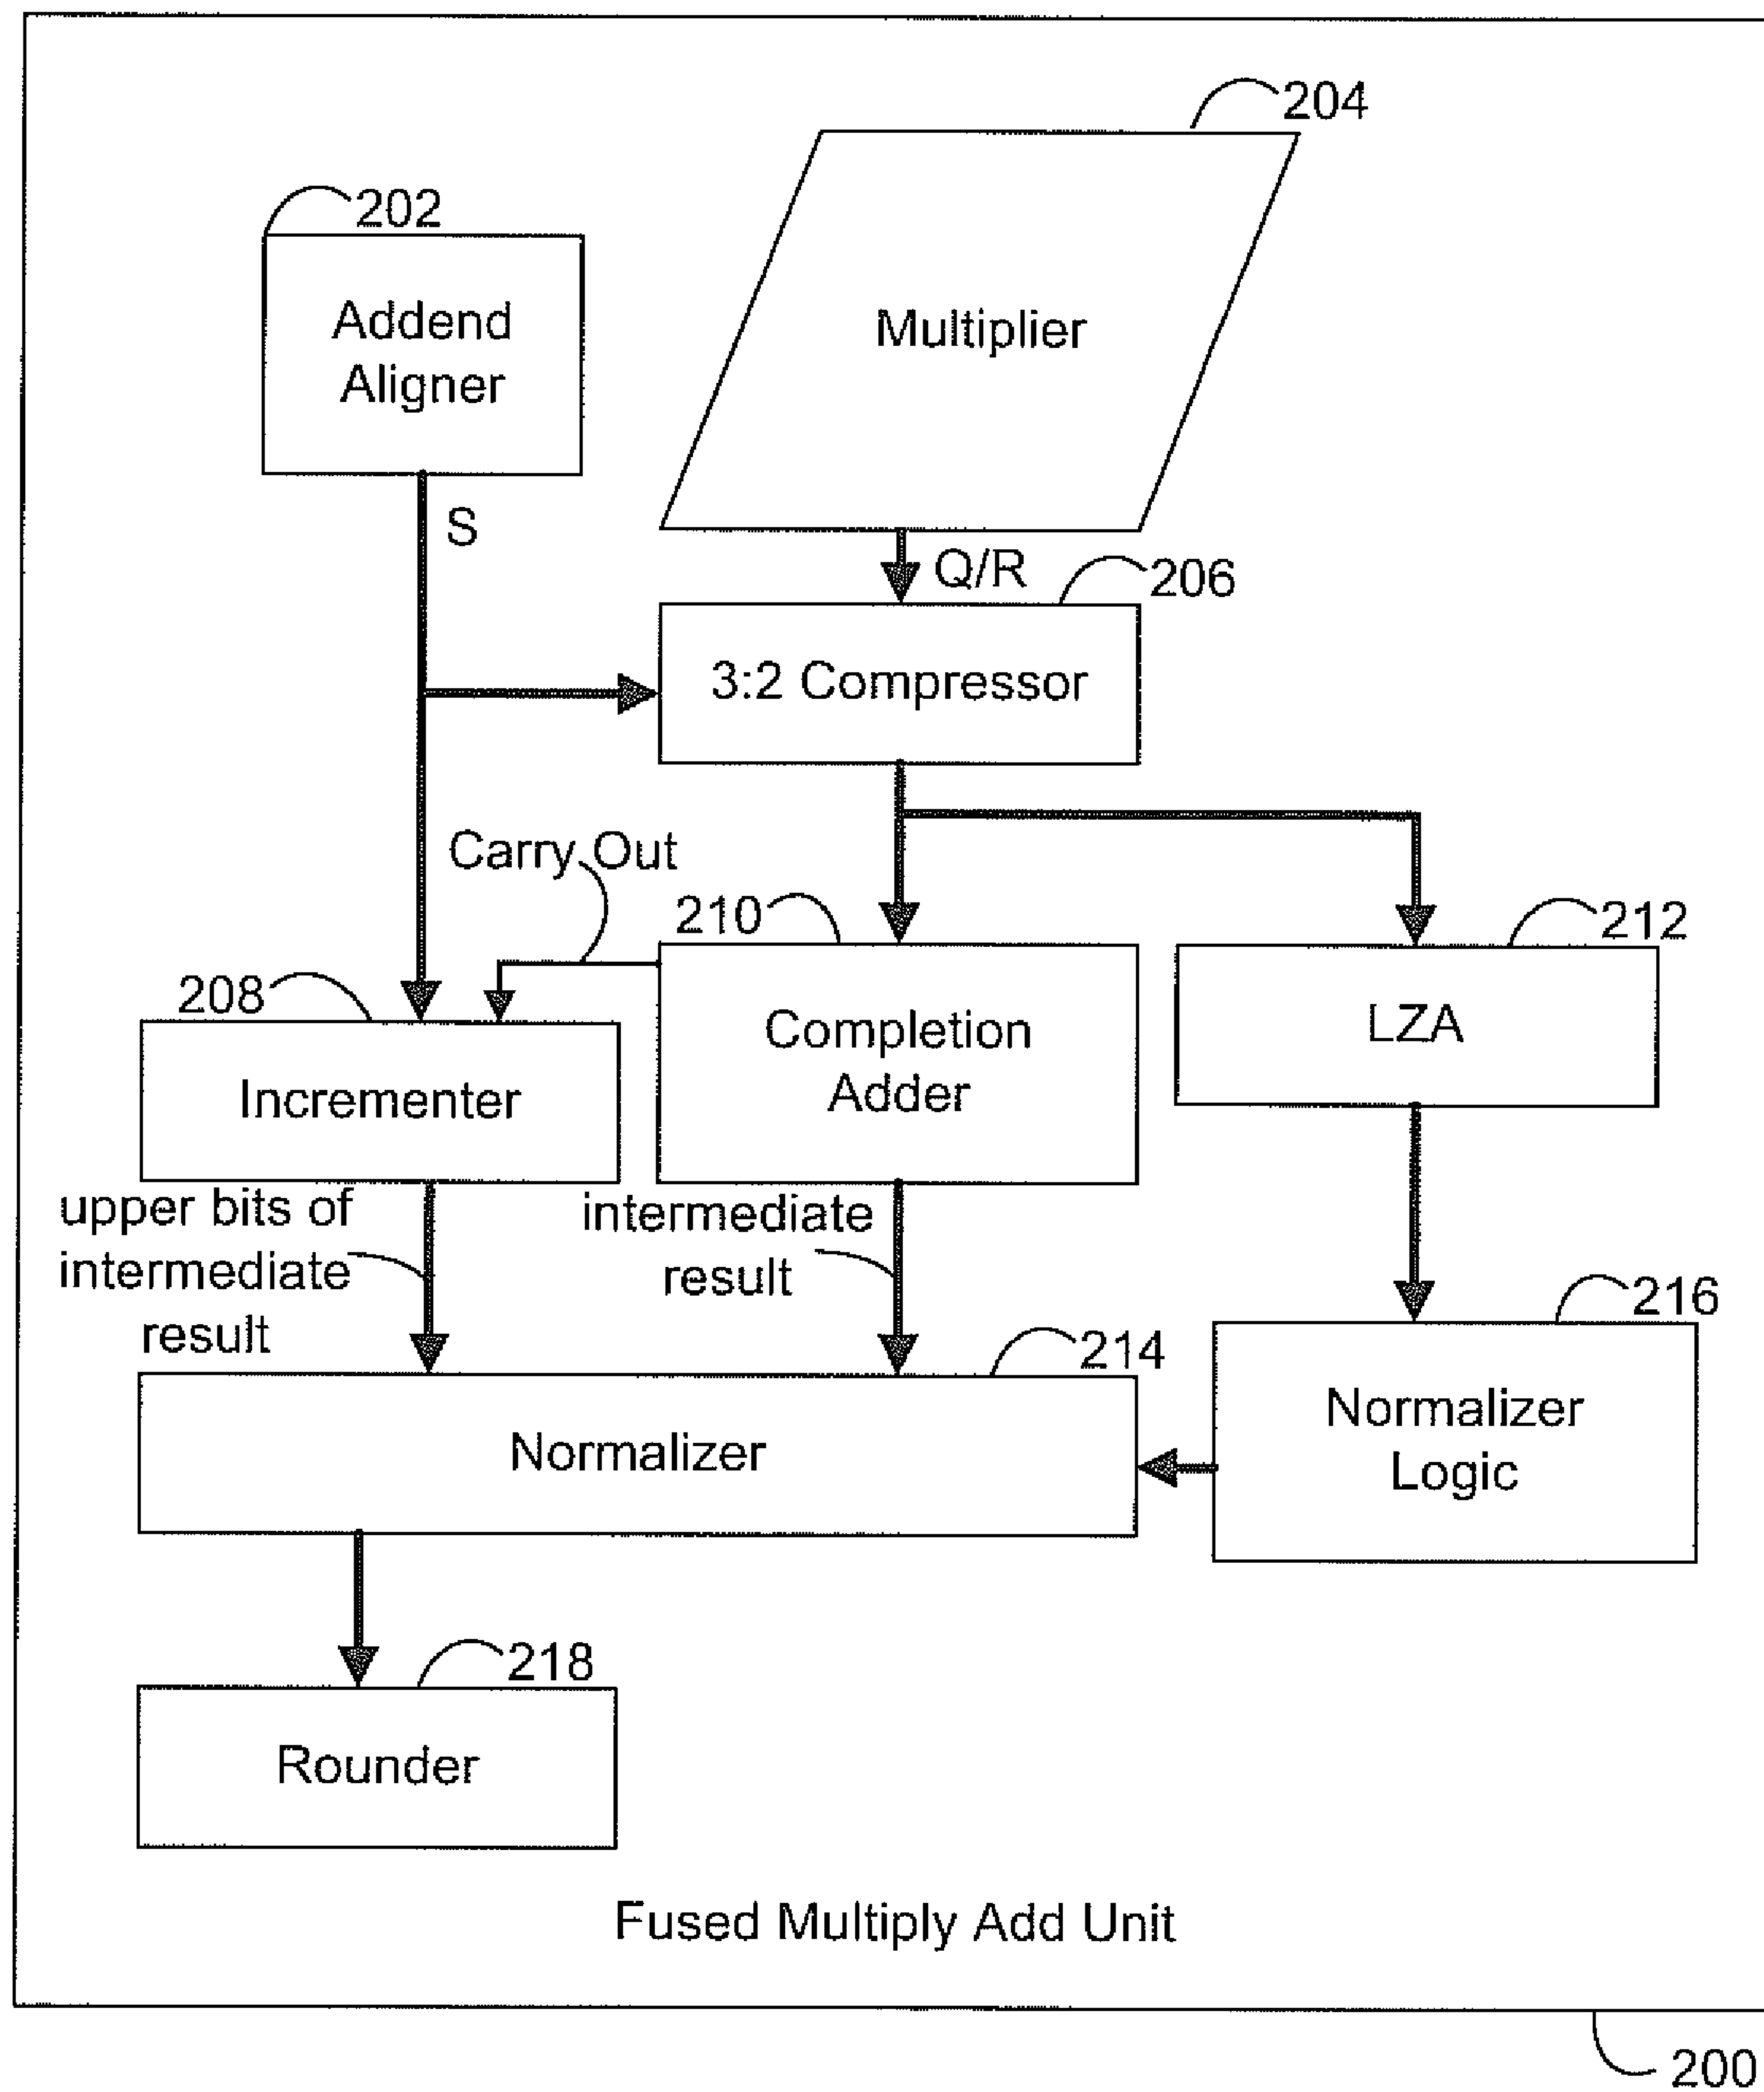 204
202
Addend
Aligner
Multiplier
S
Q/R
206
3:2 Compressor
Carry Out
210
212
208
Completion
Adder
LZA
Incrementer
upper bits of
intermediate
result
intermediate
result
216
214
Normalizer
Logic
Normalizer
218
Rounder
Fused Multiply Add Unit
200